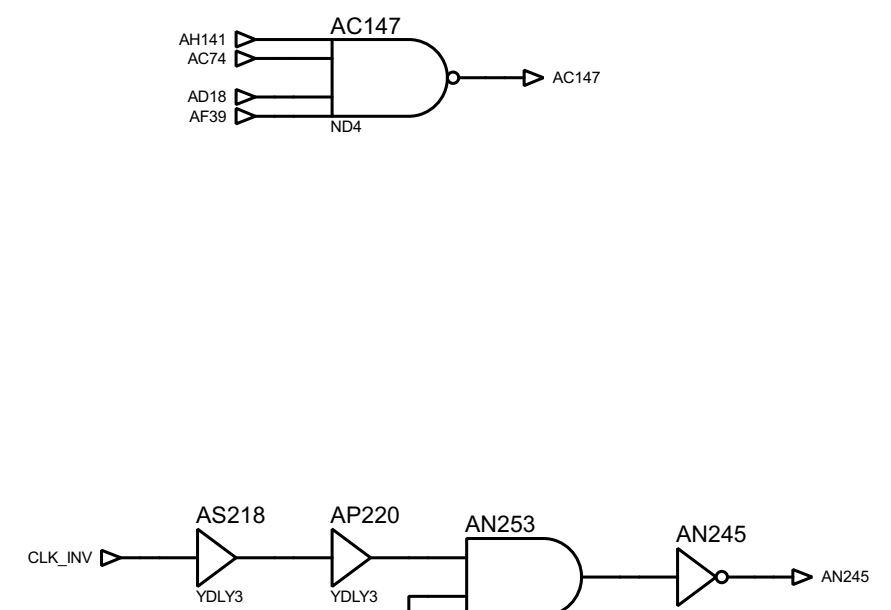 AC147
AH141
AC74
AC147
AD18
AF39
ND4
AS218
AP220
AN253
AN245
CLK_INV
AN245
YDLY3
YDLY3